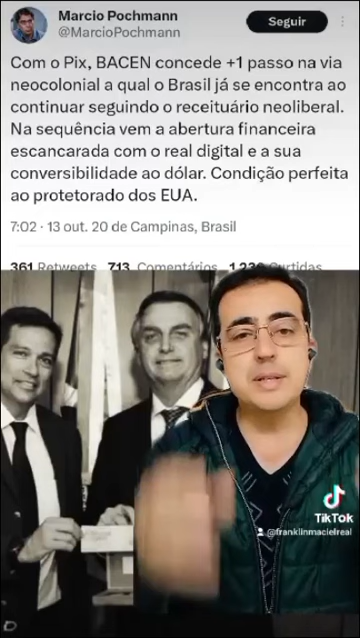 Marcio Pochmann
@MarcioPochmann
Seguir
Com o Pix, BACEN concede +1 passo na via
neocolonial a qual o Brasil já se encontra ao
continuar seguindo o receituário neoliberal.
Na sequência vem a abertura financeira
escancarada com o real digital e a sua
conversibilidade ao dólar. Condição perfeita
ao protetorado dos EUA.
7:02 · 13 out. 20 de Campinas, Brasil
361 Retweets 713 Comentários Curtidas
TikTok
@franklinmacielreal